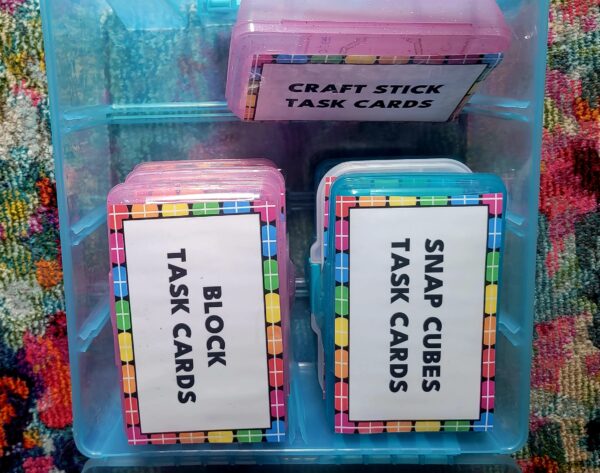 CRAFT STICK
TASK CARDS
BLOCK
TASK CARDS
SNAP CUBES
TASK CARDS